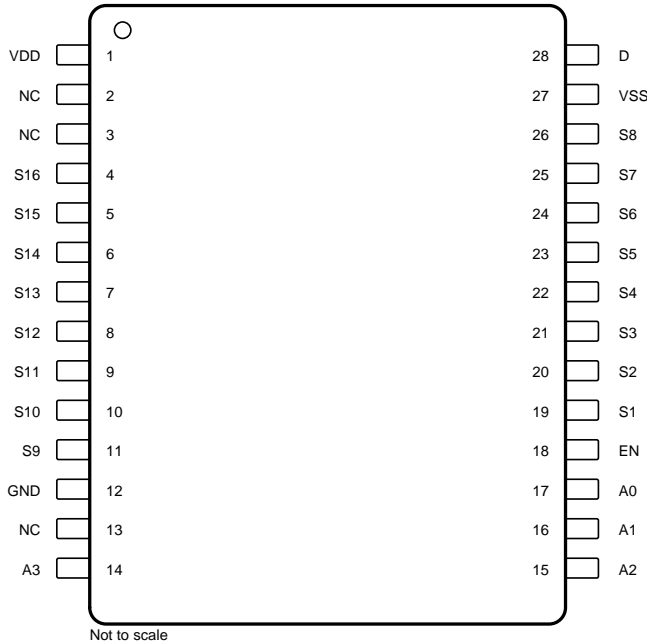 VDD 1 28 D
NC 2 27 VSS
NC 3 26 S8
S16 4 25 S7
S15 5 24 S6
S14 6 23 S5
S13 7 22 S4
S12 8 21 S3
S11 9 20 S2
S10 10 19 S1
S9 11 18 EN
GND 12 17 A0
NC 13 16 A1
A3 14 15 A2
Not to scale